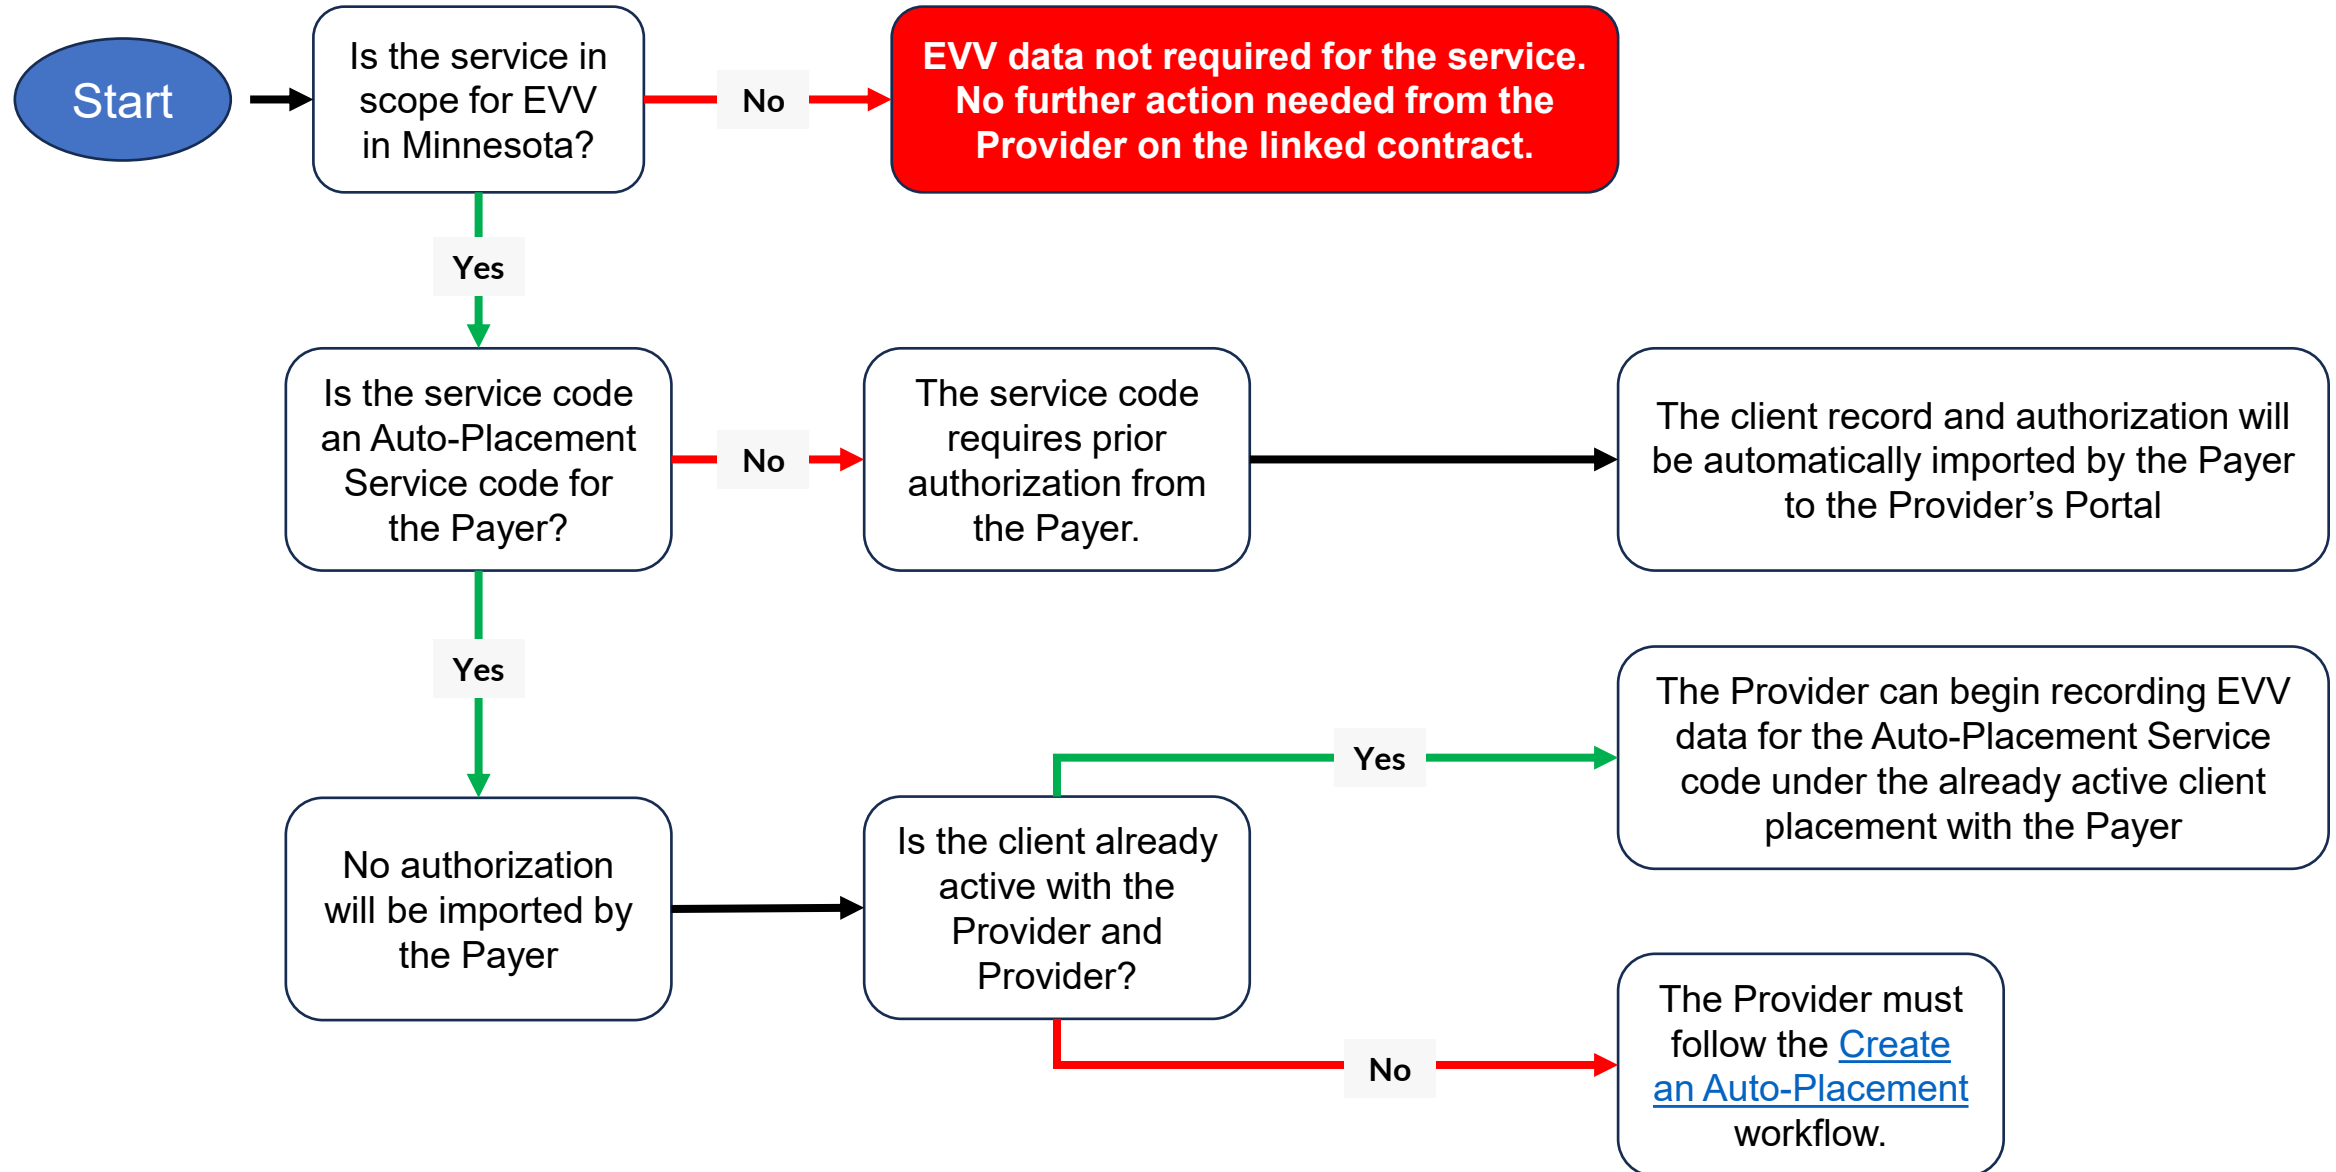 Start
Is the service in
scope for EVV
in Minnesota?
No
EVV data not required for the service.
No further action needed from the
Provider on the linked contract.
Yes
Is the service code
an Auto-Placement
Service code for
the Payer?
No
The service code
requires prior
authorization from
the Payer.
The client record and authorization will
be automatically imported by the Payer
to the Provider’s Portal
Yes
No authorization
will be imported by
the Payer
Is the client already
active with the
Provider and
Provider?
Yes
The Provider can begin recording EVV
data for the Auto-Placement Service
code under the already active client
placement with the Payer
No
The Provider must
follow the Create
an Auto-Placement
workflow.